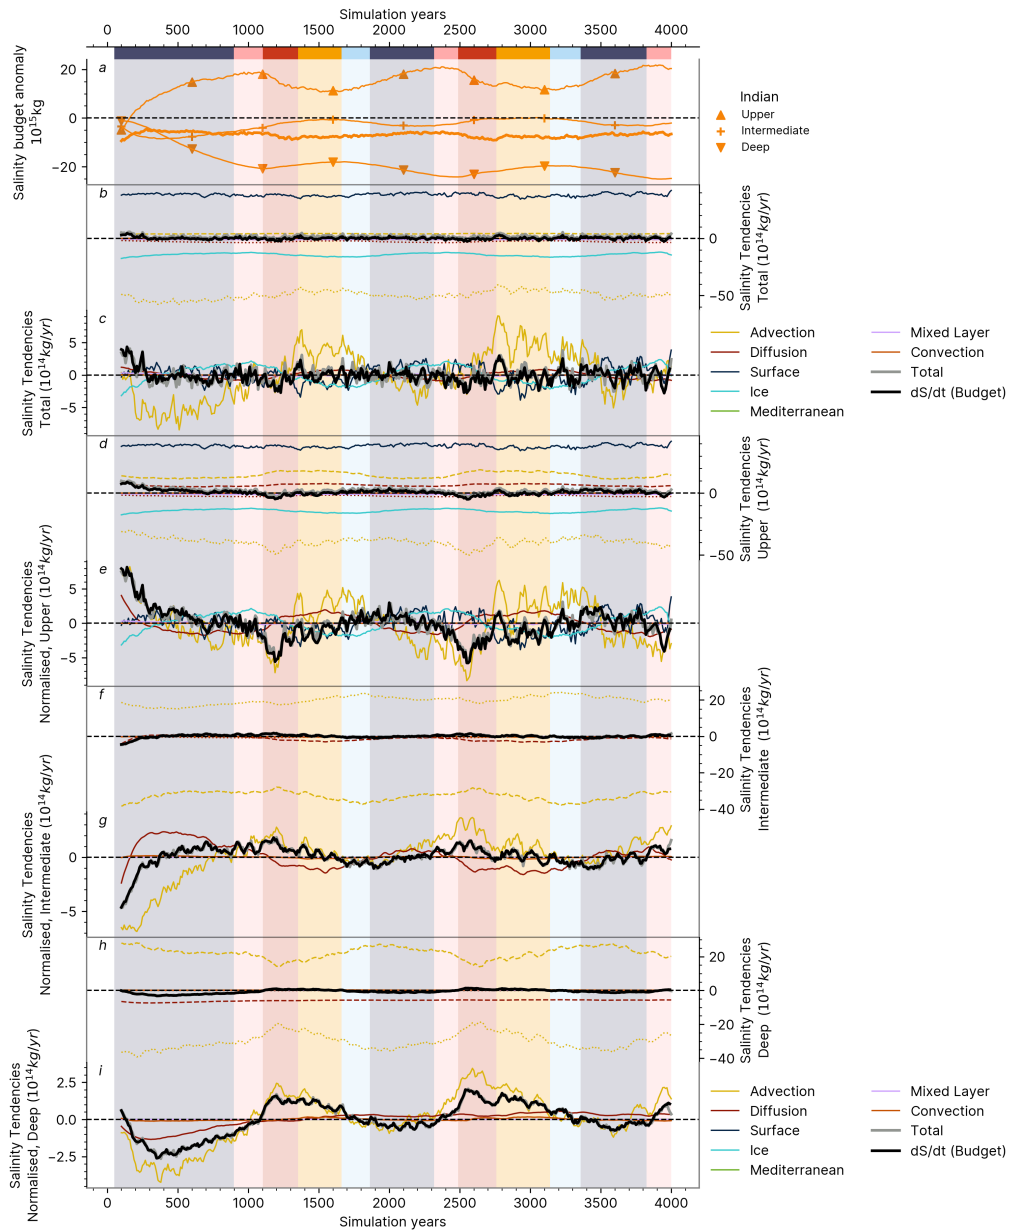 Simulation years
0 500 1000 1500 2000 2500 3000 3500 4000
a
20
0
−20
Salinity budget anomaly
10¹⁵kg
Indian
Upper
Intermediate
Deep
b
0
−50
Salinity Tendencies
Total (10¹⁴kg/yr)
c
5
0
−5
Salinity Tendencies
Total (10¹⁴kg/yr)
Advection
Diffusion
Surface
Ice
Mediterranean
Mixed Layer
Convection
Total
dS/dt (Budget)
d
0
−50
Salinity Tendencies
Upper (10¹⁴kg/yr)
e
5
0
−5
Salinity Tendencies
Normalised, Upper (10¹⁴kg/yr)
f
20
0
−20
−40
Salinity Tendencies
Intermediate (10¹⁴kg/yr)
g
0
−5
Salinity Tendencies
Normalised, Intermediate (10¹⁴kg/yr)
h
20
0
−20
−40
Salinity Tendencies
Deep (10¹⁴kg/yr)
i
2.5
0.0
−2.5
Salinity Tendencies
Normalised, Deep (10¹⁴kg/yr)
Advection
Diffusion
Surface
Ice
Mediterranean
Mixed Layer
Convection
Total
dS/dt (Budget)
0 500 1000 1500 2000 2500 3000 3500 4000
Simulation years